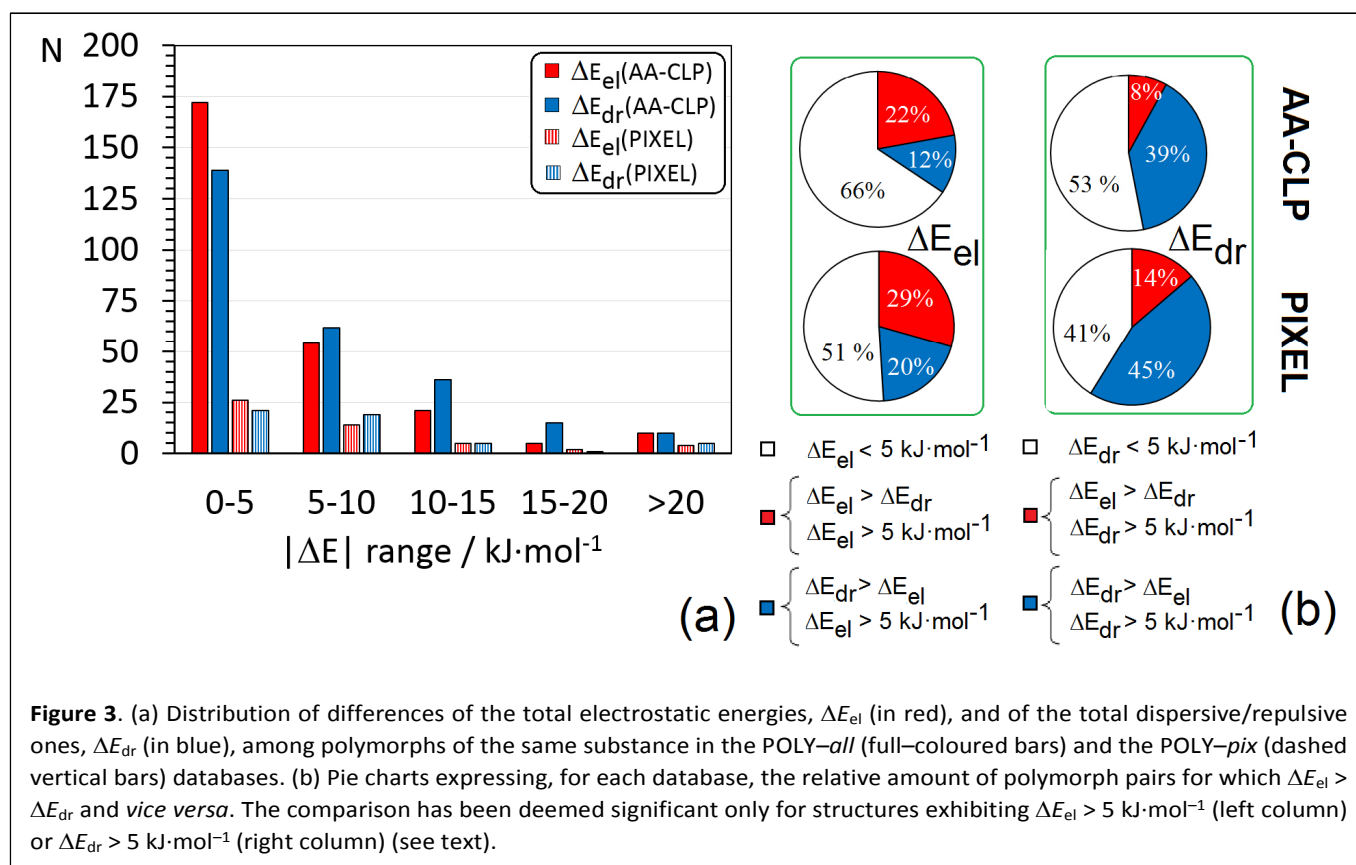 N
200
175
150
125
100
75
50
25
0
ΔEel(AA-CLP)
ΔEdr(AA-CLP)
ΔEel(PIXEL)
ΔEdr(PIXEL)
0-5 5-10 10-15 15-20 >20
|ΔE| range / kJ·mol⁻¹
(a)
22%
12%
66%
ΔEel
29%
20%
51 %
8%
39%
53 %
ΔEdr
14%
45%
41%
AA-CLP
PIXEL
ΔEel < 5 kJ·mol⁻¹
ΔEel > ΔEdr
ΔEel > 5 kJ·mol⁻¹
ΔEdr > ΔEel
ΔEel > 5 kJ·mol⁻¹
ΔEdr < 5 kJ·mol⁻¹
ΔEel > ΔEdr
ΔEdr > 5 kJ·mol⁻¹
ΔEdr > ΔEel
ΔEdr > 5 kJ·mol⁻¹
(b)
Figure 3. (a) Distribution of differences of the total electrostatic energies, ΔEel (in red), and of the total dispersive/repulsive
ones, ΔEdr (in blue), among polymorphs of the same substance in the POLY–all (full–coloured bars) and the POLY–pix (dashed
vertical bars) databases. (b) Pie charts expressing, for each database, the relative amount of polymorph pairs for which ΔEel >
ΔEdr and vice versa. The comparison has been deemed significant only for structures exhibiting ΔEel > 5 kJ·mol⁻¹ (left column)
or ΔEdr > 5 kJ·mol⁻¹ (right column) (see text).